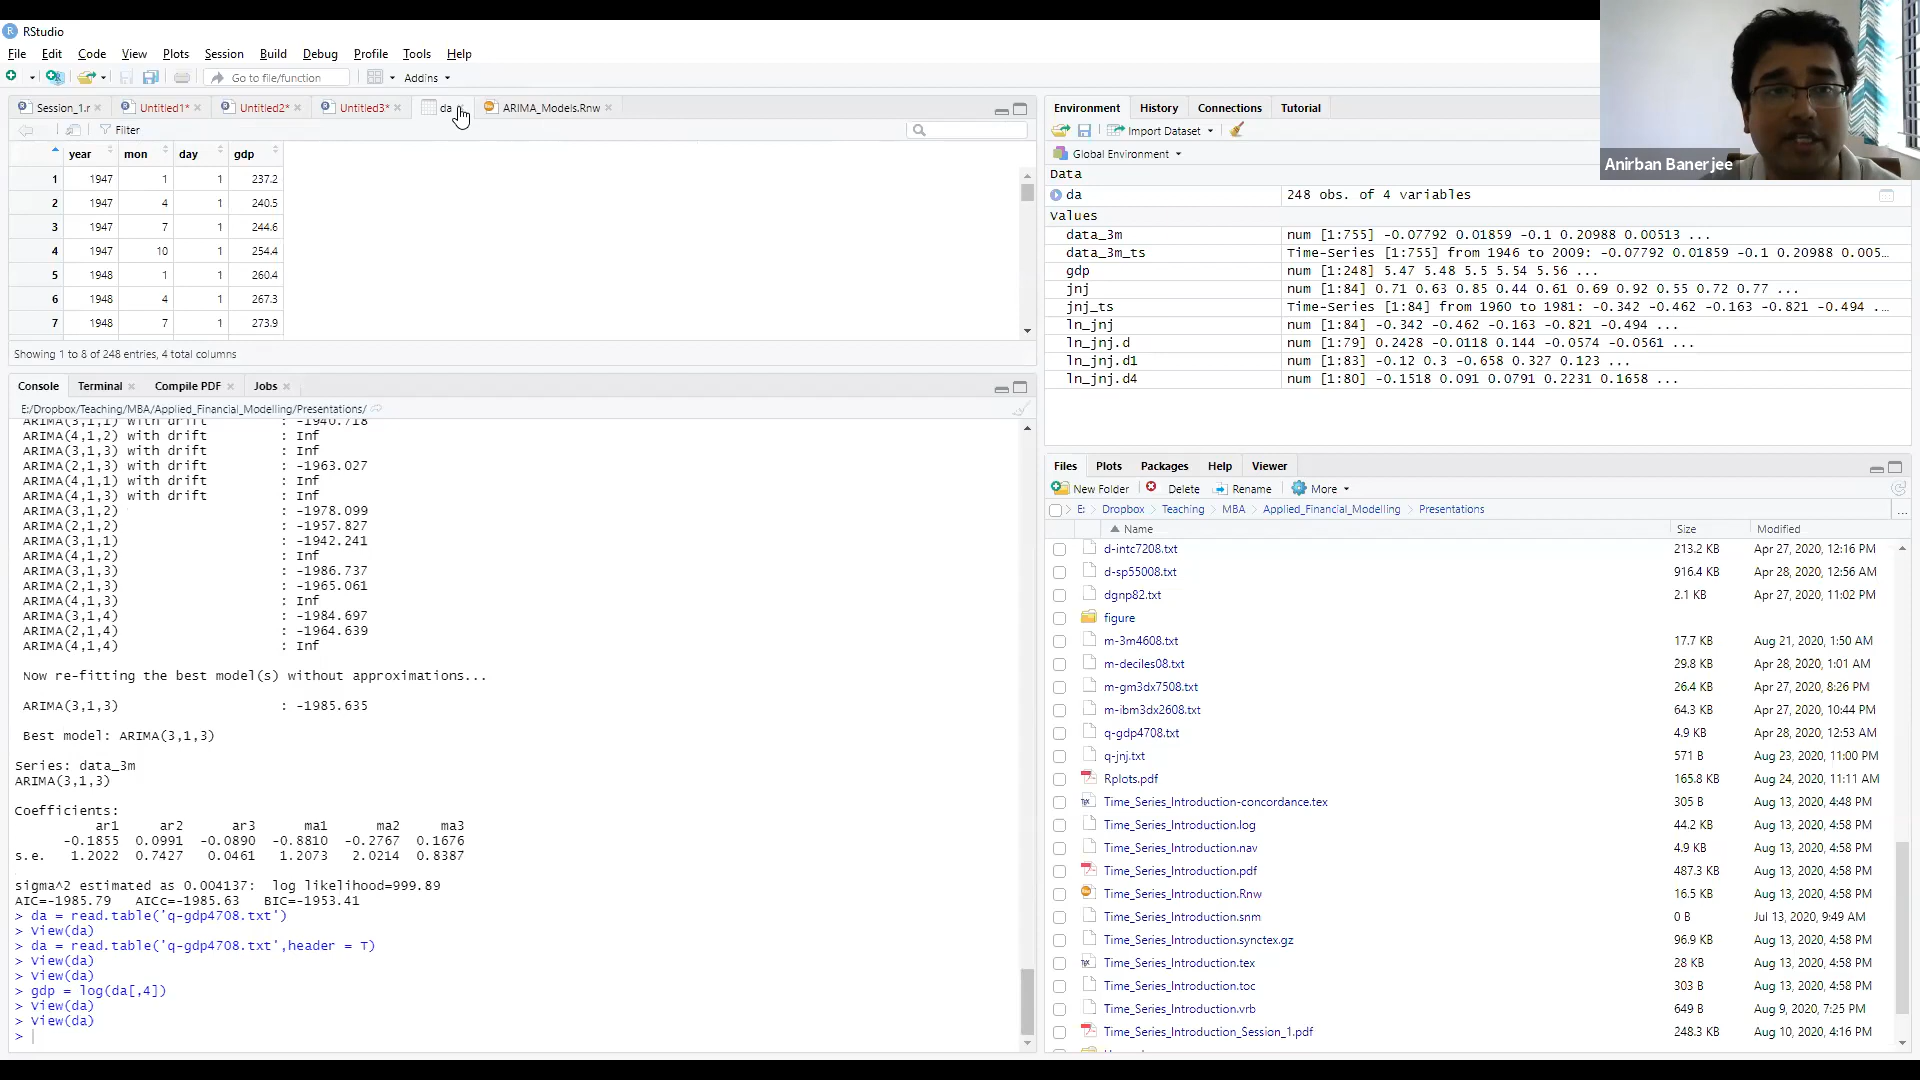 RStudio
File Edit Code View Plots Session Build Debug Profile Tools Help
Go to file/function Addins
Session_1.r Untitled1* Untitled2* Untitled3* da ARIMA_Models.Rnw
Filter
year mon day gdp
1 1947 1 1 237.2
2 1947 4 1 240.5
3 1947 7 1 244.6
4 1947 10 1 254.4
5 1948 1 1 260.4
6 1948 4 1 267.3
7 1948 7 1 273.9
Showing 1 to 8 of 248 entries, 4 total columns
Console Terminal Compile PDF Jobs
E:/Dropbox/Teaching/MBA/Applied_Financial_Modelling/Presentations/
ARIMA(3,1,1) with drift : -1940.718
ARIMA(4,1,2) with drift : Inf
ARIMA(3,1,3) with drift : Inf
ARIMA(2,1,3) with drift : -1963.027
ARIMA(4,1,1) with drift : Inf
ARIMA(4,1,3) with drift : Inf
ARIMA(3,1,2) : -1978.099
ARIMA(2,1,2) : -1957.827
ARIMA(3,1,1) : -1942.241
ARIMA(4,1,2) : Inf
ARIMA(3,1,3) : -1986.737
ARIMA(2,1,3) : -1965.061
ARIMA(4,1,3) : Inf
ARIMA(3,1,4) : -1984.697
ARIMA(2,1,4) : -1964.639
ARIMA(4,1,4) : Inf
Now re-fitting the best model(s) without approximations...
ARIMA(3,1,3) : -1985.635
Best model: ARIMA(3,1,3)
Series: data_3m
ARIMA(3,1,3)
Coefficients:
ar1 ar2 ar3 ma1 ma2 ma3
-0.1855 0.0991 -0.0890 -0.8810 -0.2767 0.1676
s.e. 1.2022 0.7427 0.0461 1.2073 2.0214 0.8387
sigma^2 estimated as 0.004137: log likelihood=999.89
AIC=-1985.79 AICc=-1985.63 BIC=-1953.41
> da = read.table('q-gdp4708.txt')
> View(da)
> da = read.table('q-gdp4708.txt',header = T)
> View(da)
> View(da)
> gdp = log(da[,4])
> View(da)
> View(da)
>
Environment History Connections Tutorial
Import Dataset
Global Environment
Data
da 248 obs. of 4 variables
Values
data_3m num [1:755] -0.07792 0.01859 -0.1 0.20988 0.00513 ...
data_3m_ts Time-Series [1:755] from 1946 to 2009: -0.07792 0.01859 -0.1 0.20988 0.005…
gdp num [1:248] 5.47 5.48 5.5 5.54 5.56 ...
jnj num [1:84] 0.71 0.63 0.85 0.44 0.61 0.69 0.92 0.55 0.72 0.77 ...
jnj_ts Time-Series [1:84] from 1960 to 1981: -0.342 -0.462 -0.163 -0.821 -0.494 ...
ln_jnj num [1:84] -0.342 -0.462 -0.163 -0.821 -0.494 ...
ln_jnj.d num [1:79] 0.2428 -0.0118 0.144 -0.0574 -0.0561 ...
ln_jnj.d1 num [1:83] -0.12 0.3 -0.658 0.327 0.123 ...
ln_jnj.d4 num [1:80] -0.1518 0.091 0.0791 0.2231 0.1658 ...
Files Plots Packages Help Viewer
New Folder Delete Rename More
E: Dropbox Teaching MBA Applied_Financial_Modelling Presentations ...
Name Size Modified
d-intc7208.txt 213.2 KB Apr 27, 2020, 12:16 PM
d-sp55008.txt 916.4 KB Apr 28, 2020, 12:56 AM
dgnp82.txt 2.1 KB Apr 27, 2020, 11:02 PM
figure
m-3m4608.txt 17.7 KB Aug 21, 2020, 1:50 AM
m-deciles08.txt 29.8 KB Apr 28, 2020, 1:01 AM
m-gm3dx7508.txt 26.4 KB Apr 27, 2020, 8:26 PM
m-ibm3dx2608.txt 64.3 KB Apr 27, 2020, 10:44 PM
q-gdp4708.txt 4.9 KB Apr 28, 2020, 12:53 AM
q-jnj.txt 571 B Aug 23, 2020, 11:00 PM
Rplots.pdf 165.8 KB Aug 24, 2020, 11:11 AM
Time_Series_Introduction-concordance.tex 305 B Aug 13, 2020, 4:48 PM
Time_Series_Introduction.log 44.2 KB Aug 13, 2020, 4:58 PM
Time_Series_Introduction.nav 4.9 KB Aug 13, 2020, 4:58 PM
Time_Series_Introduction.pdf 487.3 KB Aug 13, 2020, 4:58 PM
Time_Series_Introduction.Rnw 16.5 KB Aug 13, 2020, 4:58 PM
Time_Series_Introduction.snm 0 B Jul 13, 2020, 9:49 AM
Time_Series_Introduction.synctex.gz 96.9 KB Aug 13, 2020, 4:58 PM
Time_Series_Introduction.tex 28 KB Aug 13, 2020, 4:58 PM
Time_Series_Introduction.toc 303 B Aug 13, 2020, 4:58 PM
Time_Series_Introduction.vrb 649 B Aug 9, 2020, 7:25 PM
Time_Series_Introduction_Session_1.pdf 248.3 KB Aug 10, 2020, 4:16 PM
Anirban Banerjee